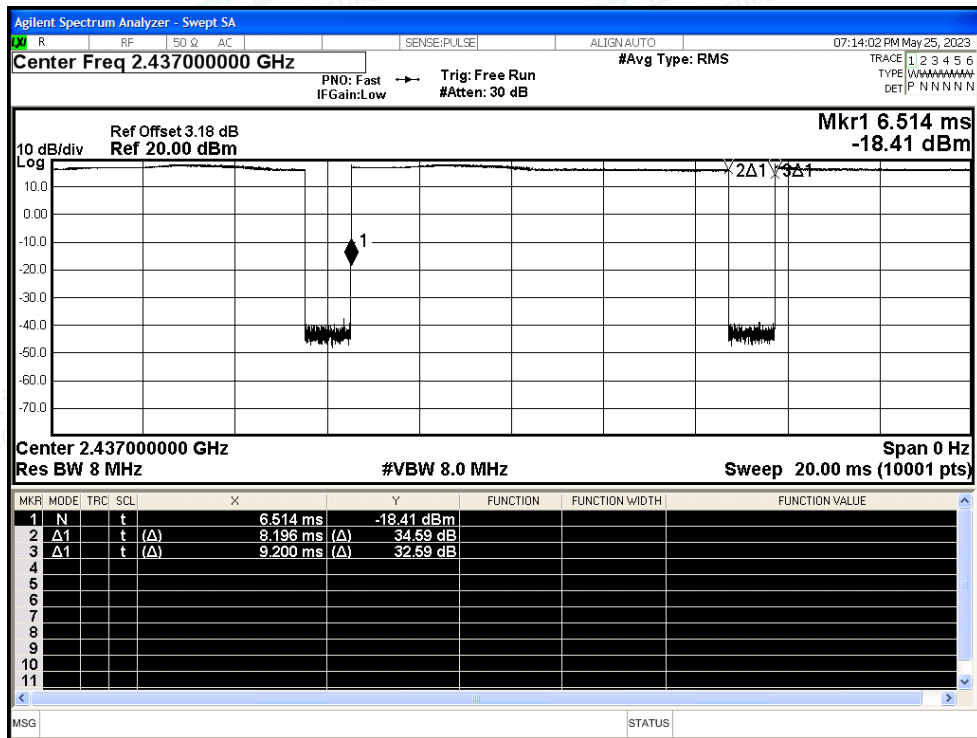 Agilent Spectrum Analyzer - Swept SA
LXI R RF 50 Ω AC SENSE:PULSE ALIGN AUTO 07:14:02 PM May 25, 2023
Center Freq 2.437000000 GHz
PNO: Fast
IFGain:Low
Trig: Free Run
#Atten: 30 dB
#Avg Type: RMS
TRACE 1 2 3 4 5 6
TYPE WWWWWW
DET P N N N N N
Mkr1 6.514 ms
-18.41 dBm
Ref Offset 3.18 dB
10 dB/div Ref 20.00 dBm
Log
2Δ1 3Δ1
10.0
0.00
1
-10.0
-20.0
-30.0
-40.0
-50.0
-60.0
-70.0
Center 2.437000000 GHz Span 0 Hz
Res BW 8 MHz #VBW 8.0 MHz Sweep 20.00 ms (10001 pts)
MKR MODE TRC SCL X Y FUNCTION FUNCTION WIDTH FUNCTION VALUE
1 N t 6.514 ms -18.41 dBm
2 Δ1 t (Δ) 8.196 ms (Δ) 34.59 dB
3 Δ1 t (Δ) 9.200 ms (Δ) 32.59 dB
4
5
6
7
8
9
10
11
MSG STATUS